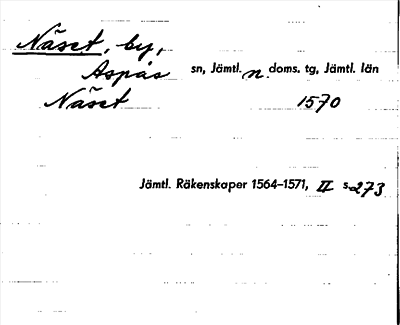 Näset, by,
Aspås sn, Jämtl. n. doms. tg, Jämtl. län
Näset 1570
Jämtl. Räkenskaper 1564–1571, II s. 273